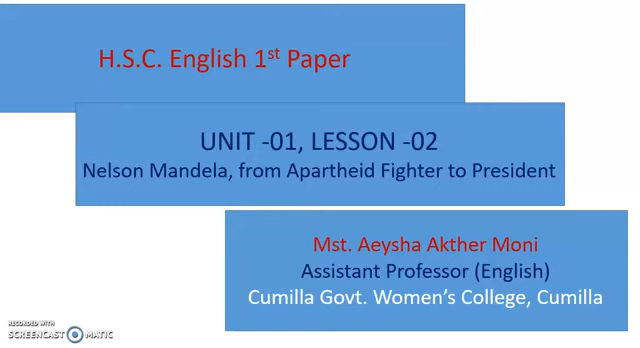 H.S.C. English 1st Paper
UNIT -01, LESSON -02
Nelson Mandela, from Apartheid Fighter to President
Mst. Aeysha Akther Moni
Assistant Professor (English)
Cumilla Govt. Women's College, Cumilla
RECORDED WITH
SCREENCAST MATIC